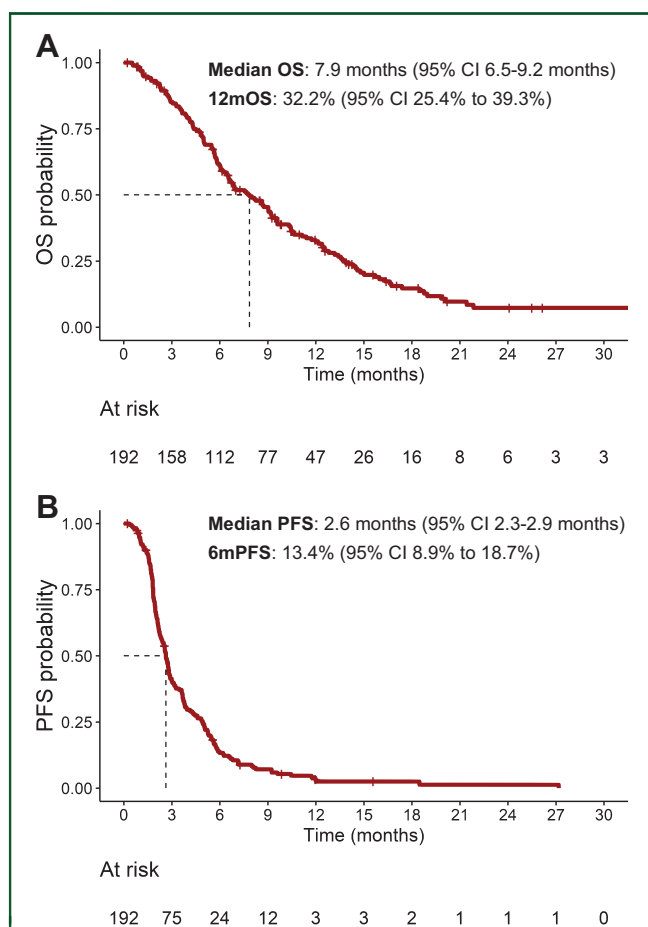 A
Median OS: 7.9 months (95% CI 6.5-9.2 months)
12mOS: 32.2% (95% CI 25.4% to 39.3%)
OS probability
1.00
0.75
0.50
0.25
0.00
0 3 6 9 12 15 18 21 24 27 30
Time (months)
At risk
192 158 112 77 47 26 16 8 6 3 3
B
Median PFS: 2.6 months (95% CI 2.3-2.9 months)
6mPFS: 13.4% (95% CI 8.9% to 18.7%)
PFS probability
1.00
0.75
0.50
0.25
0.00
0 3 6 9 12 15 18 21 24 27 30
Time (months)
At risk
192 75 24 12 3 3 2 1 1 1 0